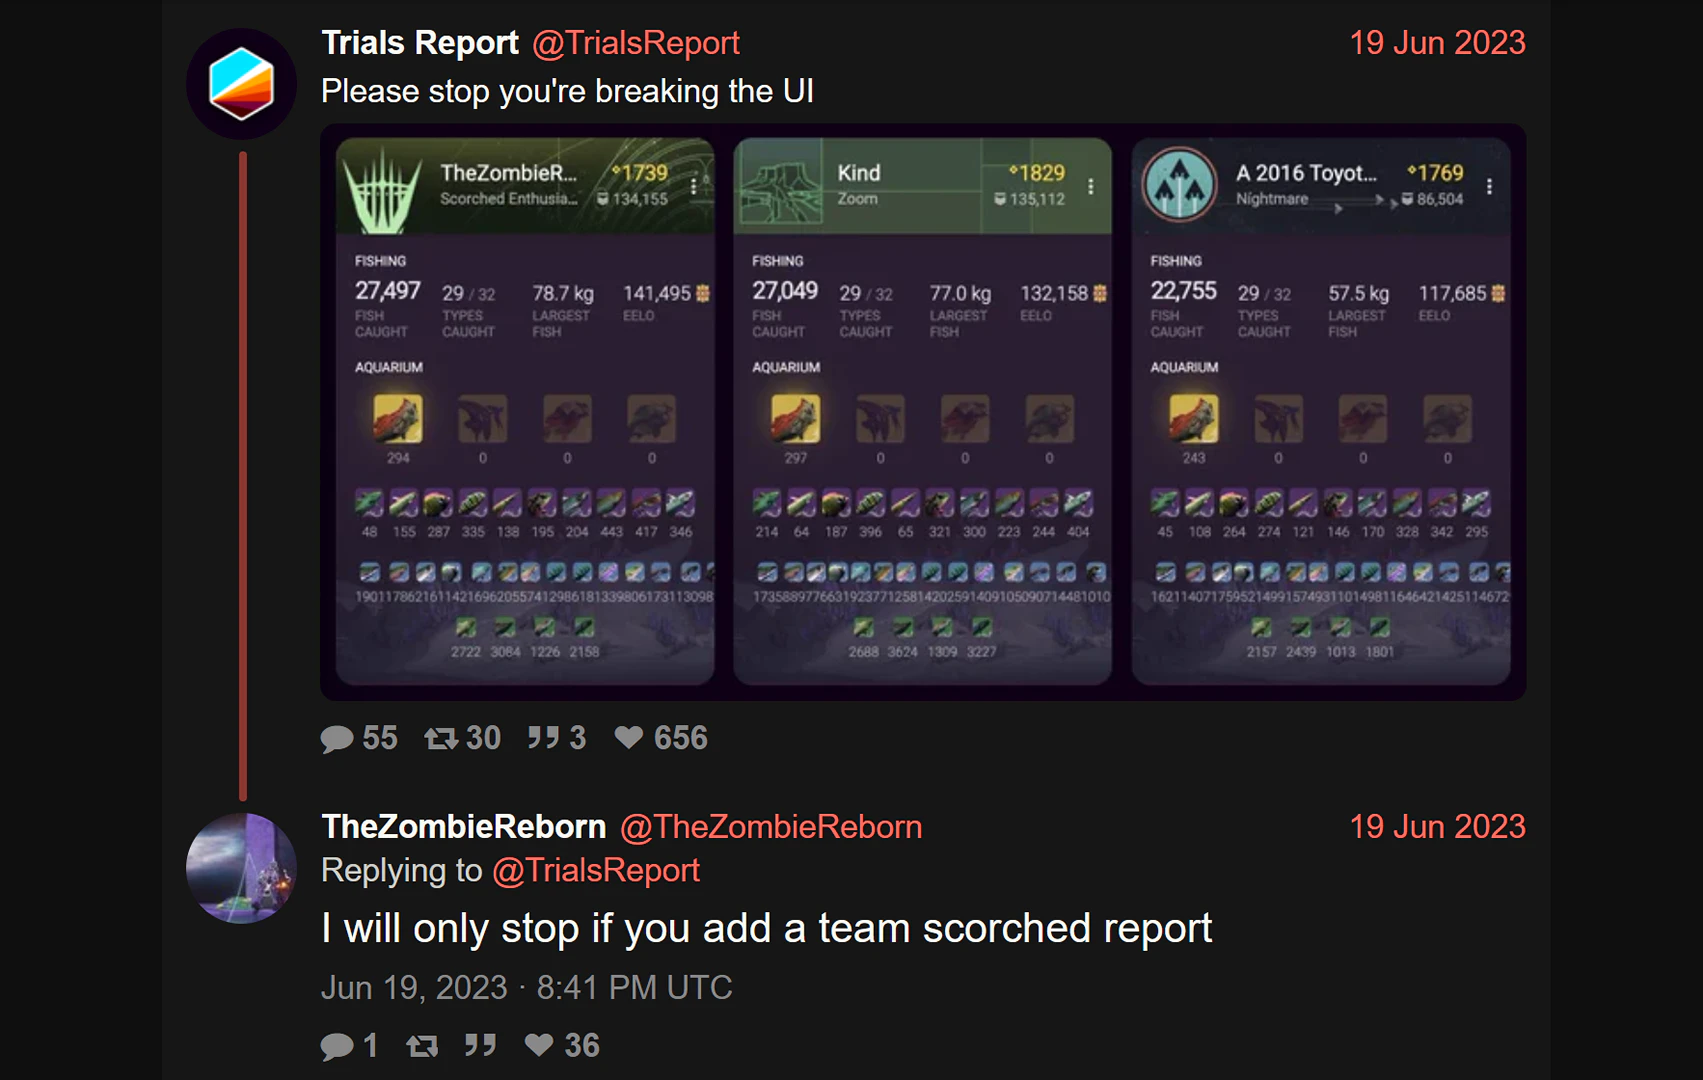 Trials Report @TrialsReport 19 Jun 2023
Please stop you're breaking the UI
TheZombieR... 1739
Scorched Enthusia... 134,155
FISHING
27,497 29 / 32 78.7 kg 141,495
FISH TYPES LARGEST EELO
CAUGHT CAUGHT FISH
AQUARIUM
294 0 0 0
48 155 287 335 138 195 204 443 417 346
2722 3084 1226 2158
Kind 1829
Zoom 135,112
FISHING
27,049 29 / 32 77.0 kg 132,158
FISH TYPES LARGEST EELO
CAUGHT CAUGHT FISH
AQUARIUM
297 0 0 0
214 64 187 396 65 321 300 223 244 404
2688 3624 1309 3227
A 2016 Toyot... 1769
Nightmare 86,504
FISHING
22,755 29 / 32 57.5 kg 117,685
FISH TYPES LARGEST EELO
CAUGHT CAUGHT FISH
AQUARIUM
243 0 0 0
45 108 264 274 121 146 170 328 342 295
2157 2439 1013 1801
55 30 3 656
TheZombieReborn @TheZombieReborn 19 Jun 2023
Replying to @TrialsReport
I will only stop if you add a team scorched report
Jun 19, 2023 · 8:41 PM UTC
1 36